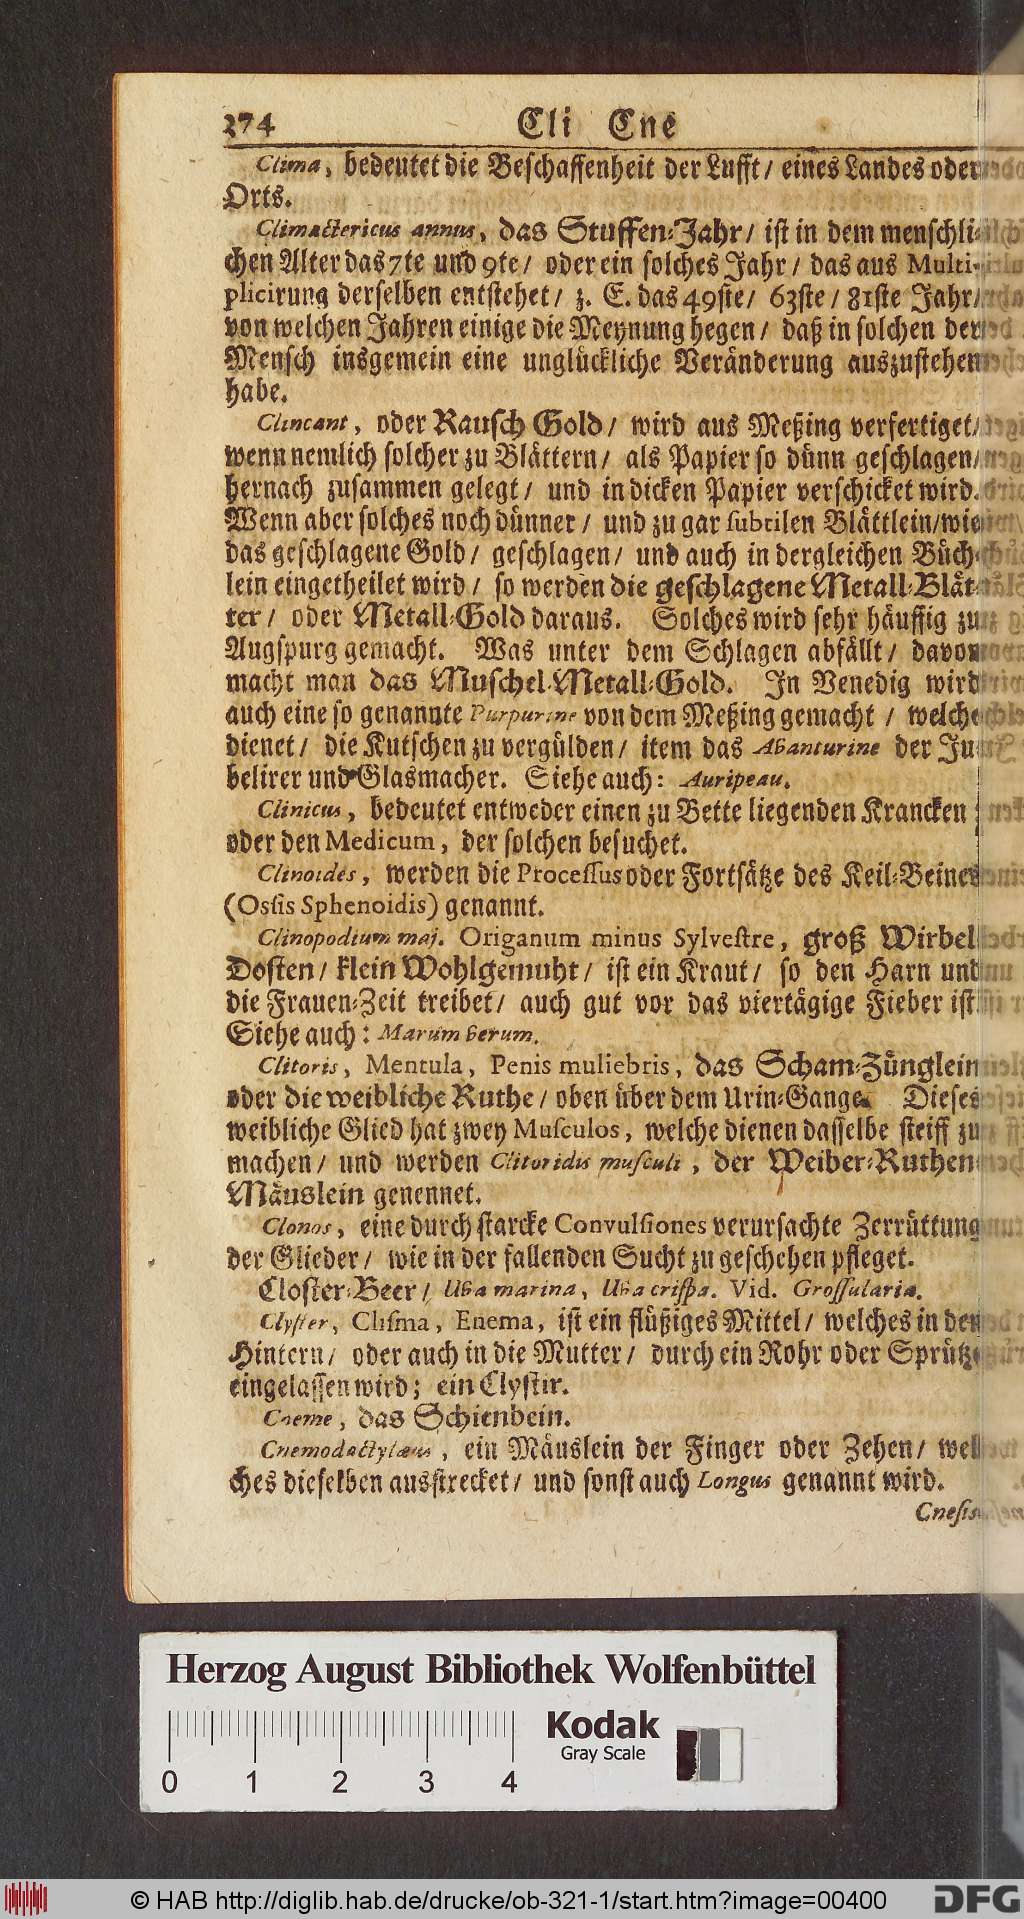 274 Cli Cne
Clima, bedeutet die Beschaffenheit der Lufft/ eines Landes oder
Orts.
Climactericus annus, das Stuffen-Jahr/ ist in dem menschli-
chen Alter das 7te und 9te/ oder ein solches Jahr/ das aus Multi-
plicirung derselben entstehet/ z. E. das 49ste/ 63ste/ 81ste Jahr/
von welchen Jahren einige die Meynung hegen/ daß in solchen der
Mensch insgemein eine unglückliche Veränderung auszustehen
habe.
Clincant, oder Rausch Gold/ wird aus Meßing verfertiget/
wenn nemlich solcher zu Blättern/ als Papier so dünn geschlagen/
hernach zusammen gelegt/ und in dicken Papier verschicket wird.
Wenn aber solches noch dünner/ und zu gar subtilen Blättlein/wie
das geschlagene Gold/ geschlagen/ und auch in dergleichen Büch-
lein eingetheilet wird/ so werden die geschlagene Metall-Blät-
ter/ oder Metall-Gold daraus. Solches wird sehr häuffig zu
Augspurg gemacht. Was unter dem Schlagen abfällt/ davon
macht man das Muschel-Metall-Gold. In Venedig wird
auch eine so genannte Purpurine von dem Meßing gemacht / welche
dienet/ die Kutschen zu vergülden/ item das Avanturine der Ju-
belirer und Glasmacher. Siehe auch: Auripeau.
Clinicus, bedeutet entweder einen zu Bette liegenden Krancken
oder den Medicum, der solchen besuchet.
Clinoides, werden die Processus oder Fortsätze des Keil-Beines
(Ossis Sphenoidis) genannt.
Clinopodium maj. Origanum minus Sylvestre, groß Wirbel
Dosten/ klein Wohlgemuht/ ist ein Kraut/ so den Harn und
die Frauen-Zeit treibet/ auch gut vor das viertägige Fieber ist.
Siehe auch: Marum verum.
Clitoris, Mentula, Penis muliebris, das Scham-Zünglein
oder die weibliche Ruthe/ oben über dem Urin-Gange. Dieses
weibliche Glied hat zwey Musculos, welche dienen dasselbe steiff zu
machen/ und werden Clitoridis musculi, der Weiber-Ruthen
Mäuslein genennet.
Clonos, eine durch starcke Convulsiones verursachte Zerrüttung
der Glieder/ wie in der fallenden Sucht zu geschehen pfleget.
Closter-Beer/ Uva marina, Uva crispa. Vid. Grossularia.
Clyster, Clisma, Enema, ist ein flüßiges Mittel/ welches in den
Hintern/ oder auch in die Mutter/ durch ein Rohr oder Sprütze
eingelassen wird; ein Clystir.
Cneme, das Schienbein.
Cnemodactylæus, ein Mäuslein der Finger oder Zehen/ wel-
ches dieselben ausstrecket/ und sonst auch Longus genannt wird.
Cnesis
Herzog August Bibliothek Wolfenbüttel
Kodak
Gray Scale
0 1 2 3 4
© HAB http://diglib.hab.de/drucke/ob-321-1/start.htm?image=00400
DFG